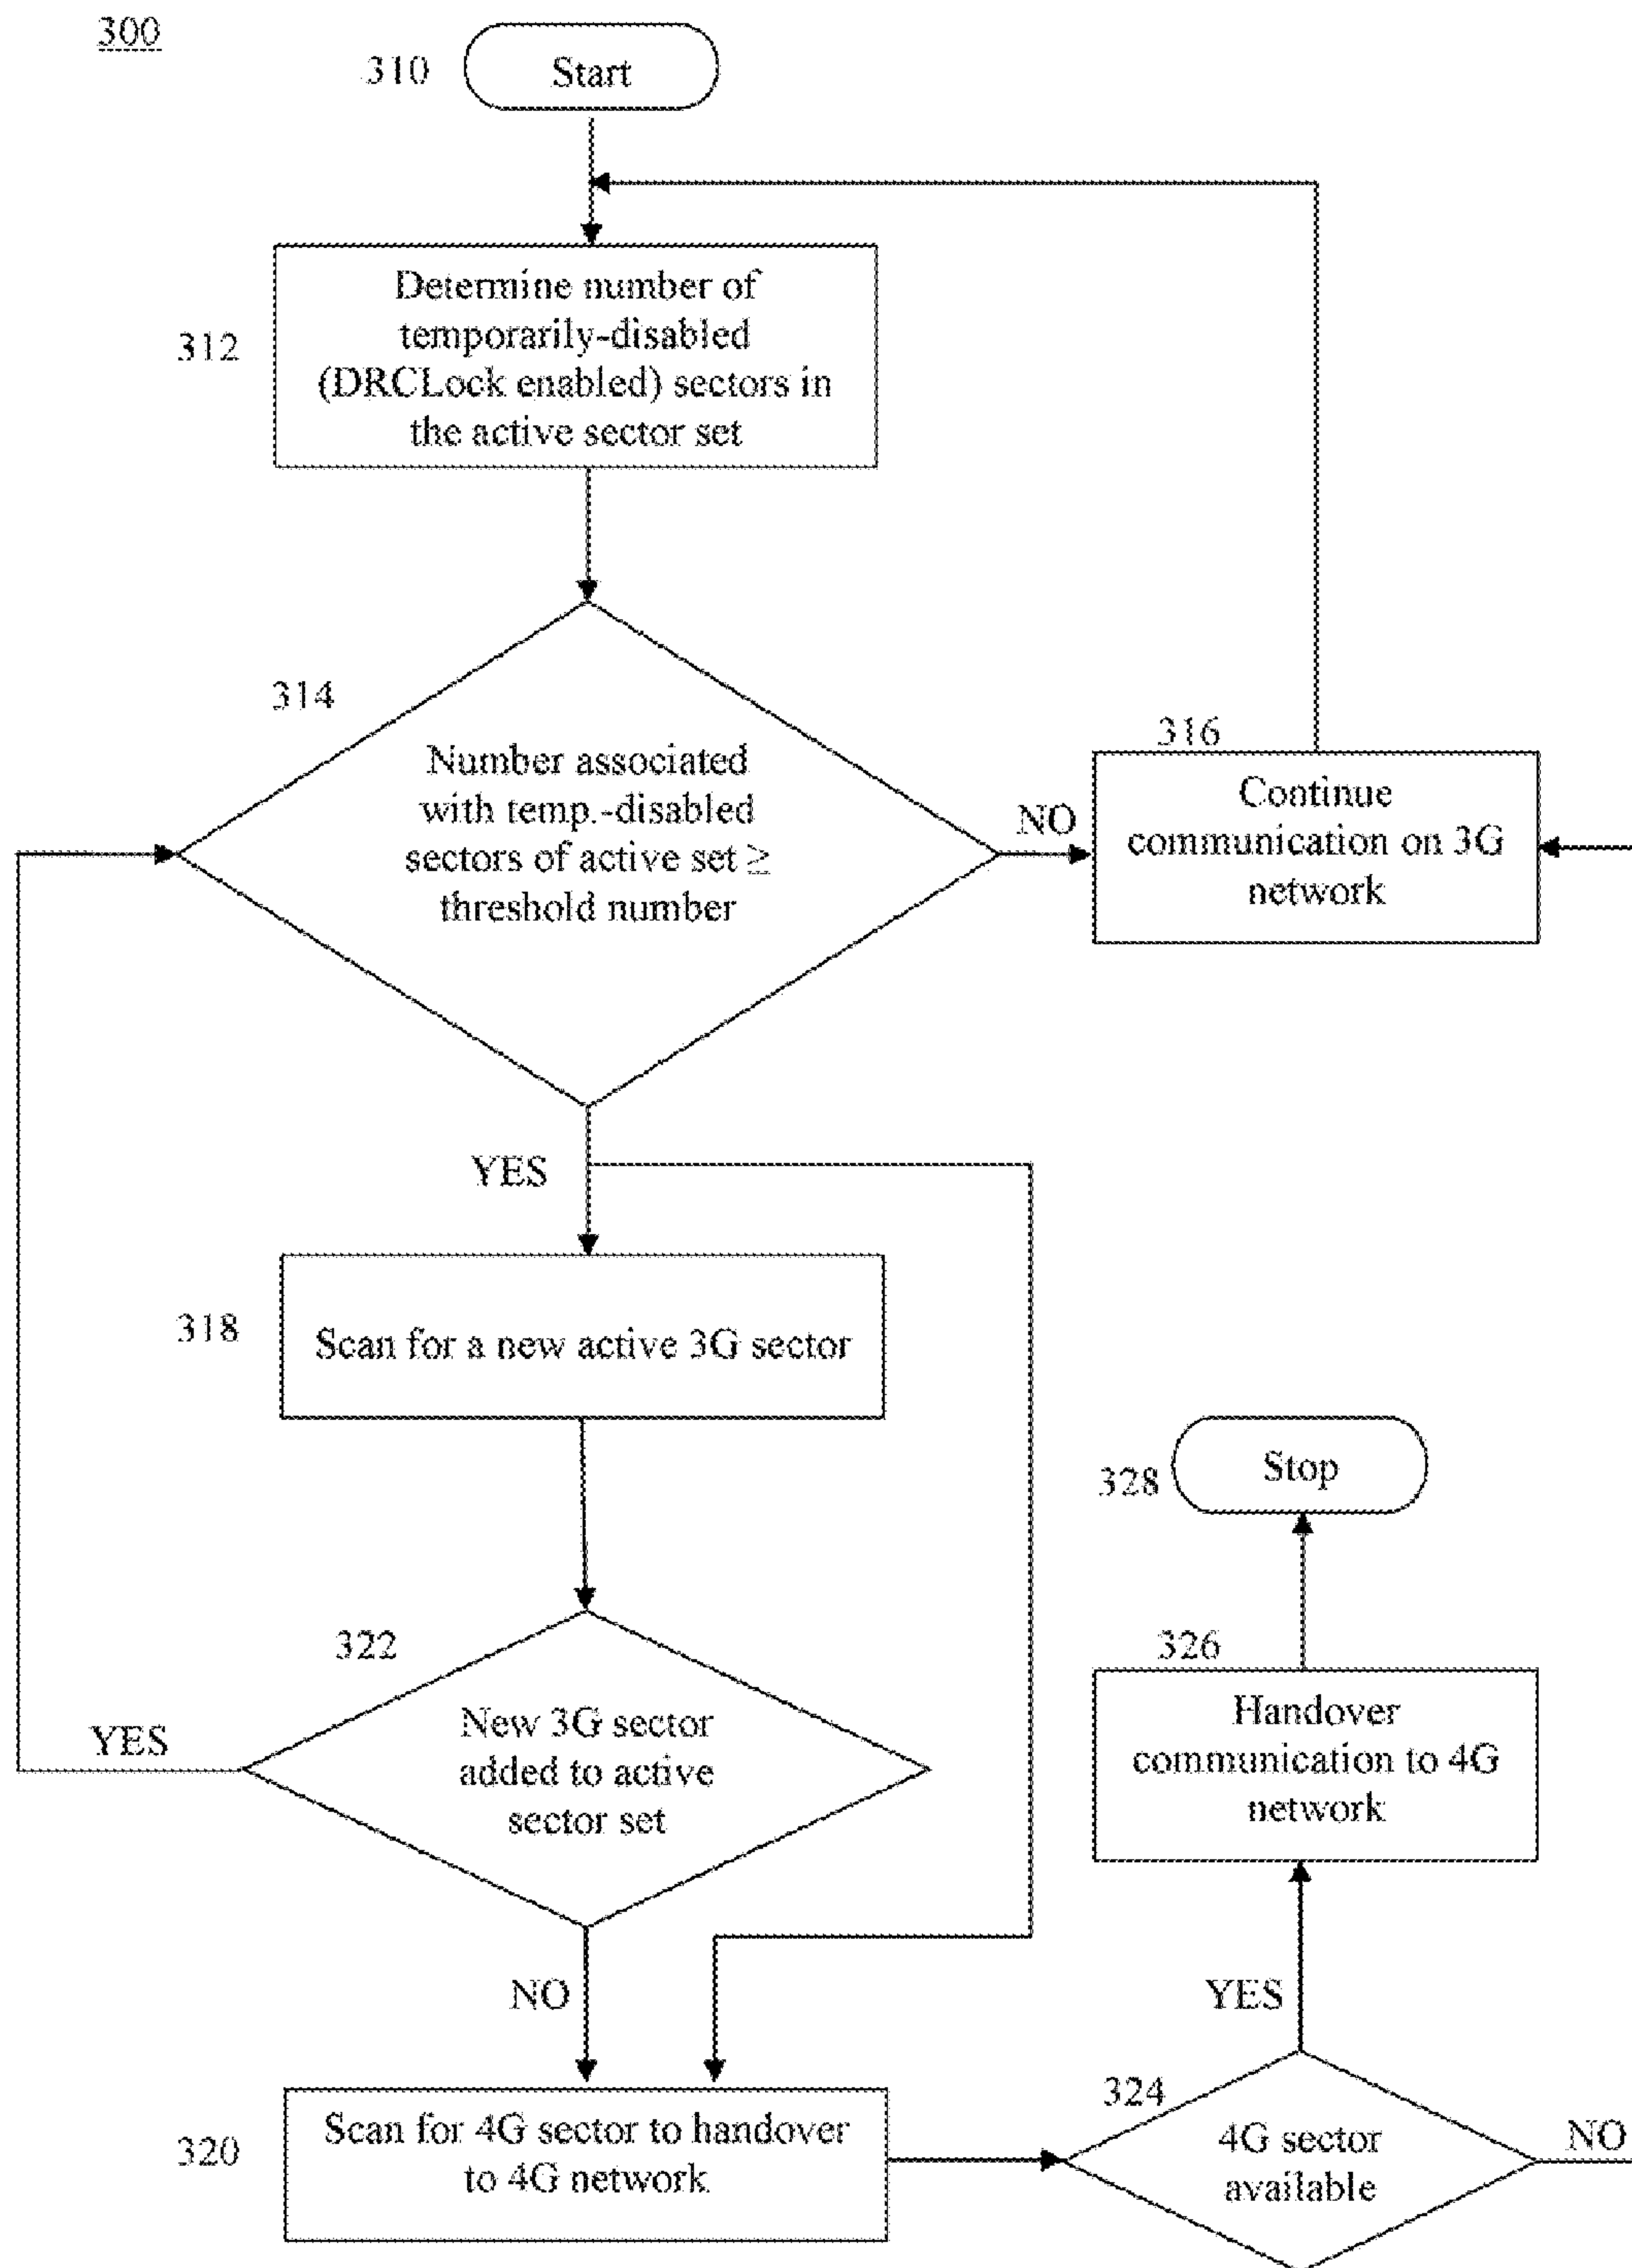 300
310
Start
312
Determine number of
temporarily-disabled
(DRCLock enabled) sectors in
the active sector set
314
Number associated
with temp.-disabled
sectors of active set ≥
threshold number
NO
316
Continue
communication on 3G
network
YES
318
Scan for a new active 3G sector
328
Stop
322
New 3G sector
added to active
sector set
YES
326
Handover
communication to 4G
network
NO
YES
320
Scan for 4G sector to handover
to 4G network
324
4G sector
available
NO